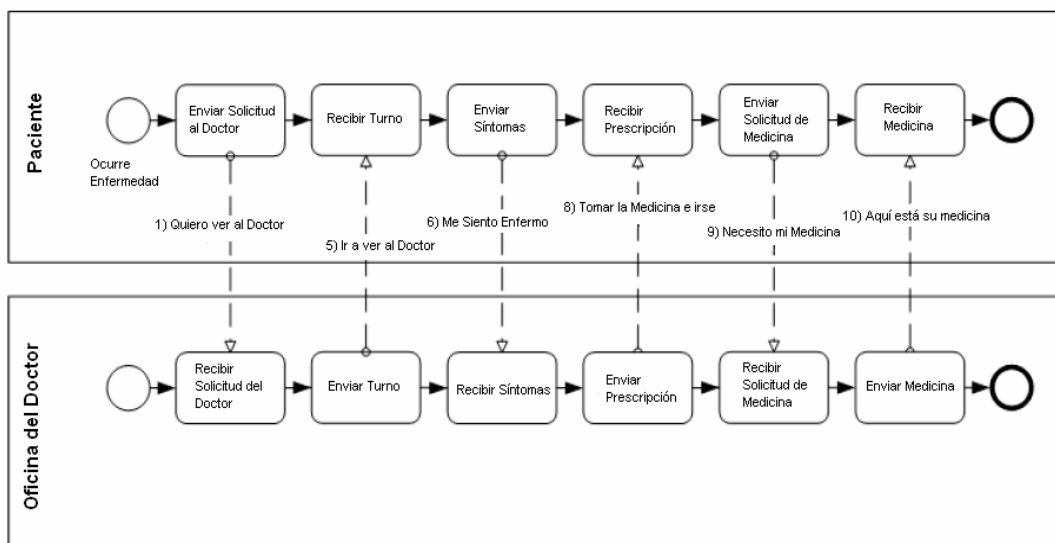 Paciente
Enviar Solicitud
al Doctor
Recibir Turno
Enviar
Síntomas
Recibir
Prescripción
Enviar
Solicitud de
Medicina
Recibir
Medicina
Ocurre
Enfermedad
1) Quiero ver al Doctor
5) Ir a ver al Doctor
6) Me Siento Enfermo
8) Tomar la Medicina e irse
9) Necesito mi Medicina
10) Aquí está su medicina
Oficina del Doctor
Recibir
Solicitud del
Doctor
Enviar Turno
Recibir Síntomas
Enviar
Prescripción
Recibir
Solicitud de
Medicina
Enviar Medicina